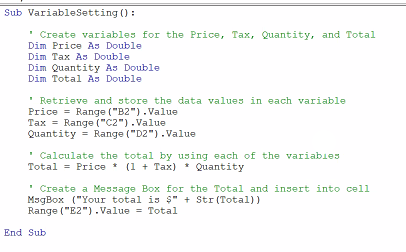 Sub VariableSetting():
' Create variables for the Price, Tax, Quantity, and Total
Dim Price As Double
Dim Tax As Double
Dim Quantity As Double
Dim Total As Double
' Retrieve and store the data values in each variable
Price = Range("B2").Value
Tax = Range("C2").Value
Quantity = Range("D2").Value
' Calculate the total by using each of the variables
Total = Price * (1 + Tax) * Quantity
' Create a Message Box for the Total and insert into cell
MsgBox ("Your total is $" + Str(Total))
Range("E2").Value = Total
End Sub